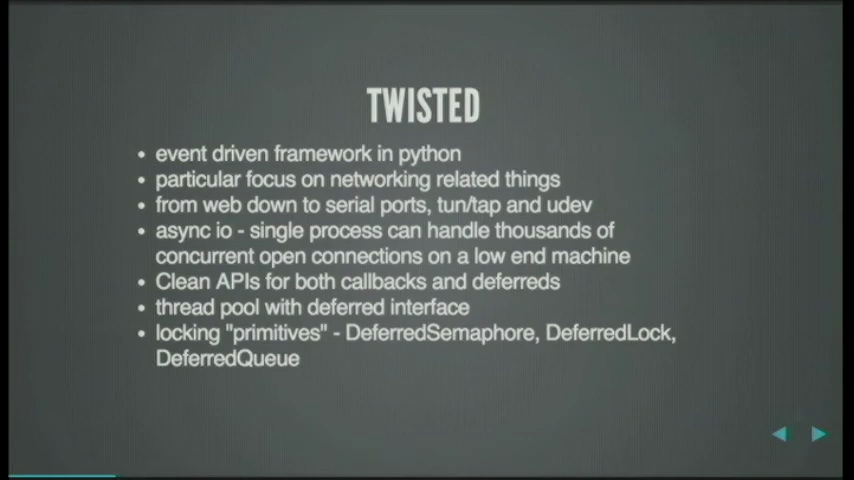 TWISTED
• event driven framework in python
• particular focus on networking related things
• from web down to serial ports, tun/tap and udev
• async io - single process can handle thousands of
concurrent open connections on a low end machine
• Clean APIs for both callbacks and deferreds
• thread pool with deferred interface
• locking "primitives" - DeferredSemaphore, DeferredLock,
DeferredQueue